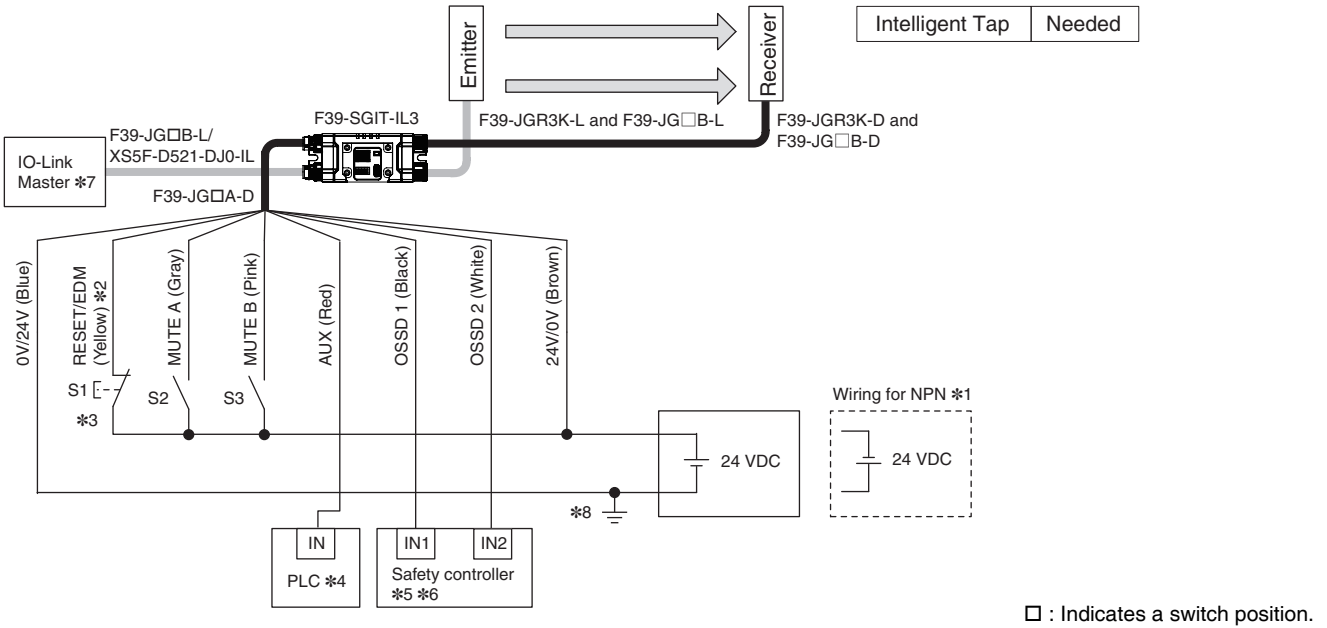 Emitter
Receiver
Intelligent Tap Needed
F39-SGIT-IL3
F39-JGR3K-L and F39-JG□B-L
F39-JGR3K-D and
F39-JG□B-D
F39-JG□B-L/
XS5F-D521-DJ0-IL
IO-Link
Master *7
F39-JG□A-D
0V/24V (Blue)
RESET/EDM
(Yellow) *2
MUTE A (Gray)
MUTE B (Pink)
AUX (Red)
OSSD 1 (Black)
OSSD 2 (White)
24V/0V (Brown)
S1
*3
S2
S3
Wiring for NPN *1
24 VDC
24 VDC
*8
IN
PLC *4
IN1
IN2
Safety controller
*5 *6
□ : Indicates a switch position.